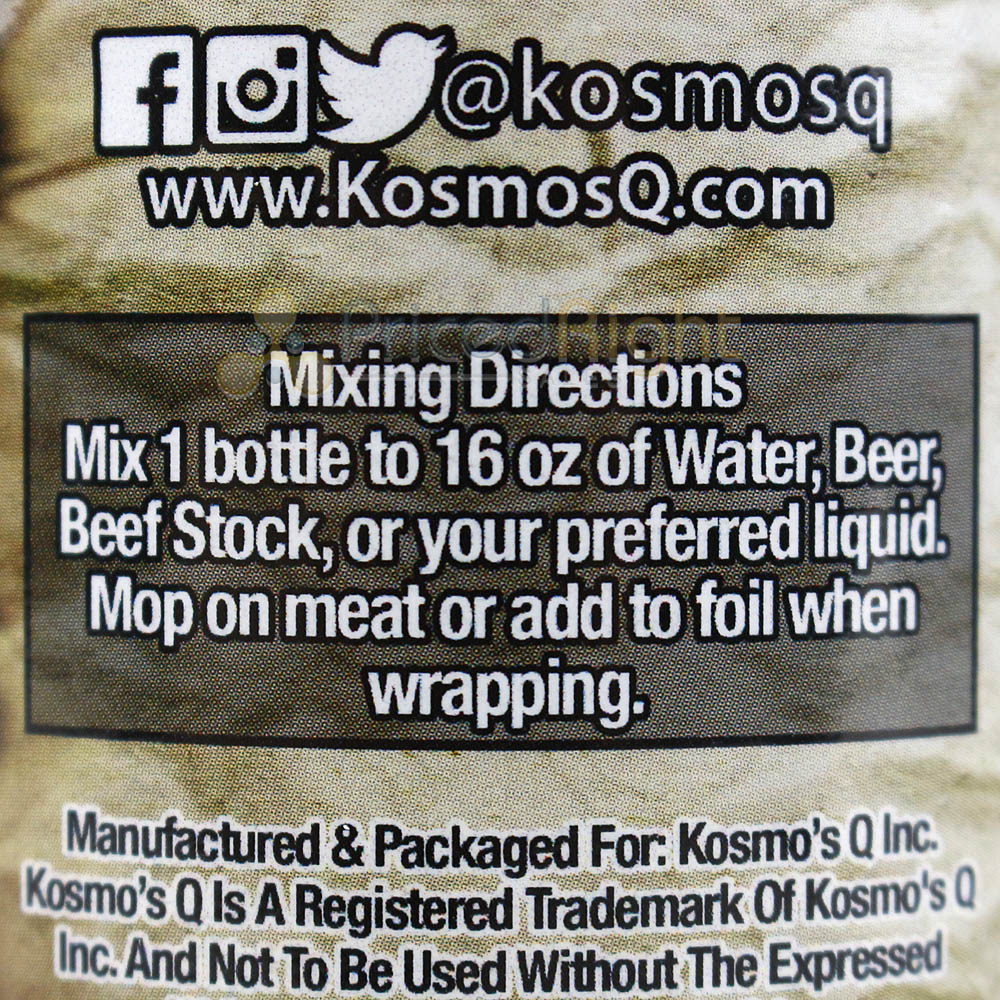 @kosmosq
www.KosmosQ.com
PricedRight
Mixing Directions
Mix 1 bottle to 16 oz of Water, Beer,
Beef Stock, or your preferred liquid.
Mop on meat or add to foil when
wrapping.
Manufactured & Packaged For: Kosmo's Q Inc.
Kosmo's Q Is A Registered Trademark Of Kosmo's Q
Inc. And Not To Be Used Without The Expressed